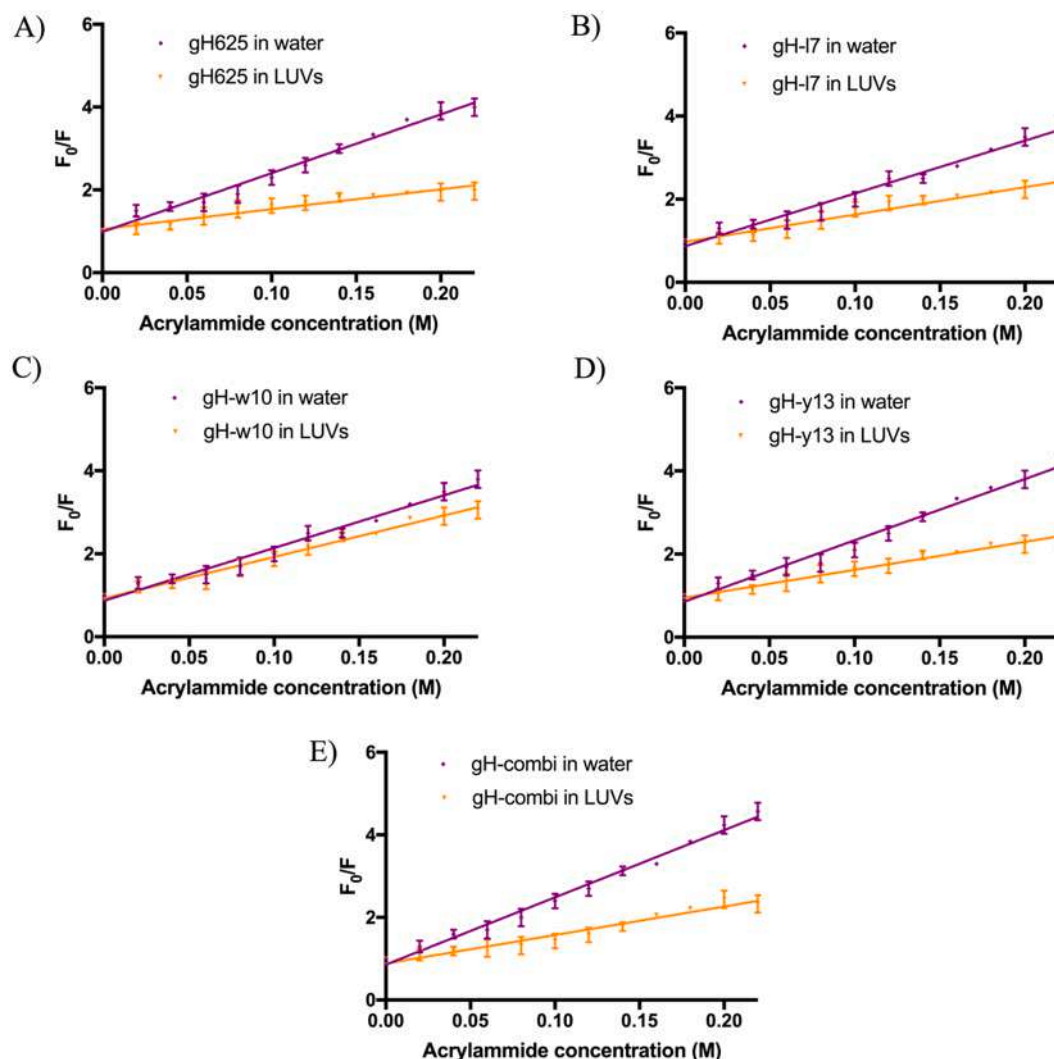 A)
gH625 in water
gH625 in LUVs
F0/F
6
4
2
0
0.00 0.05 0.10 0.15 0.20
Acrylammide concentration (M)
B)
gH-l7 in water
gH-l7 in LUVs
F0/F
6
4
2
0
0.00 0.05 0.10 0.15 0.20
Acrylammide concentration (M)
C)
gH-w10 in water
gH-w10 in LUVs
F0/F
6
4
2
0
0.00 0.05 0.10 0.15 0.20
Acrylammide concentration (M)
D)
gH-y13 in water
gH-y13 in LUVs
F0/F
6
4
2
0
0.00 0.05 0.10 0.15 0.20
Acrylammide concentration (M)
E)
gH-combi in water
gH-combi in LUVs
F0/F
6
4
2
0
0.00 0.05 0.10 0.15 0.20
Acrylammide concentration (M)